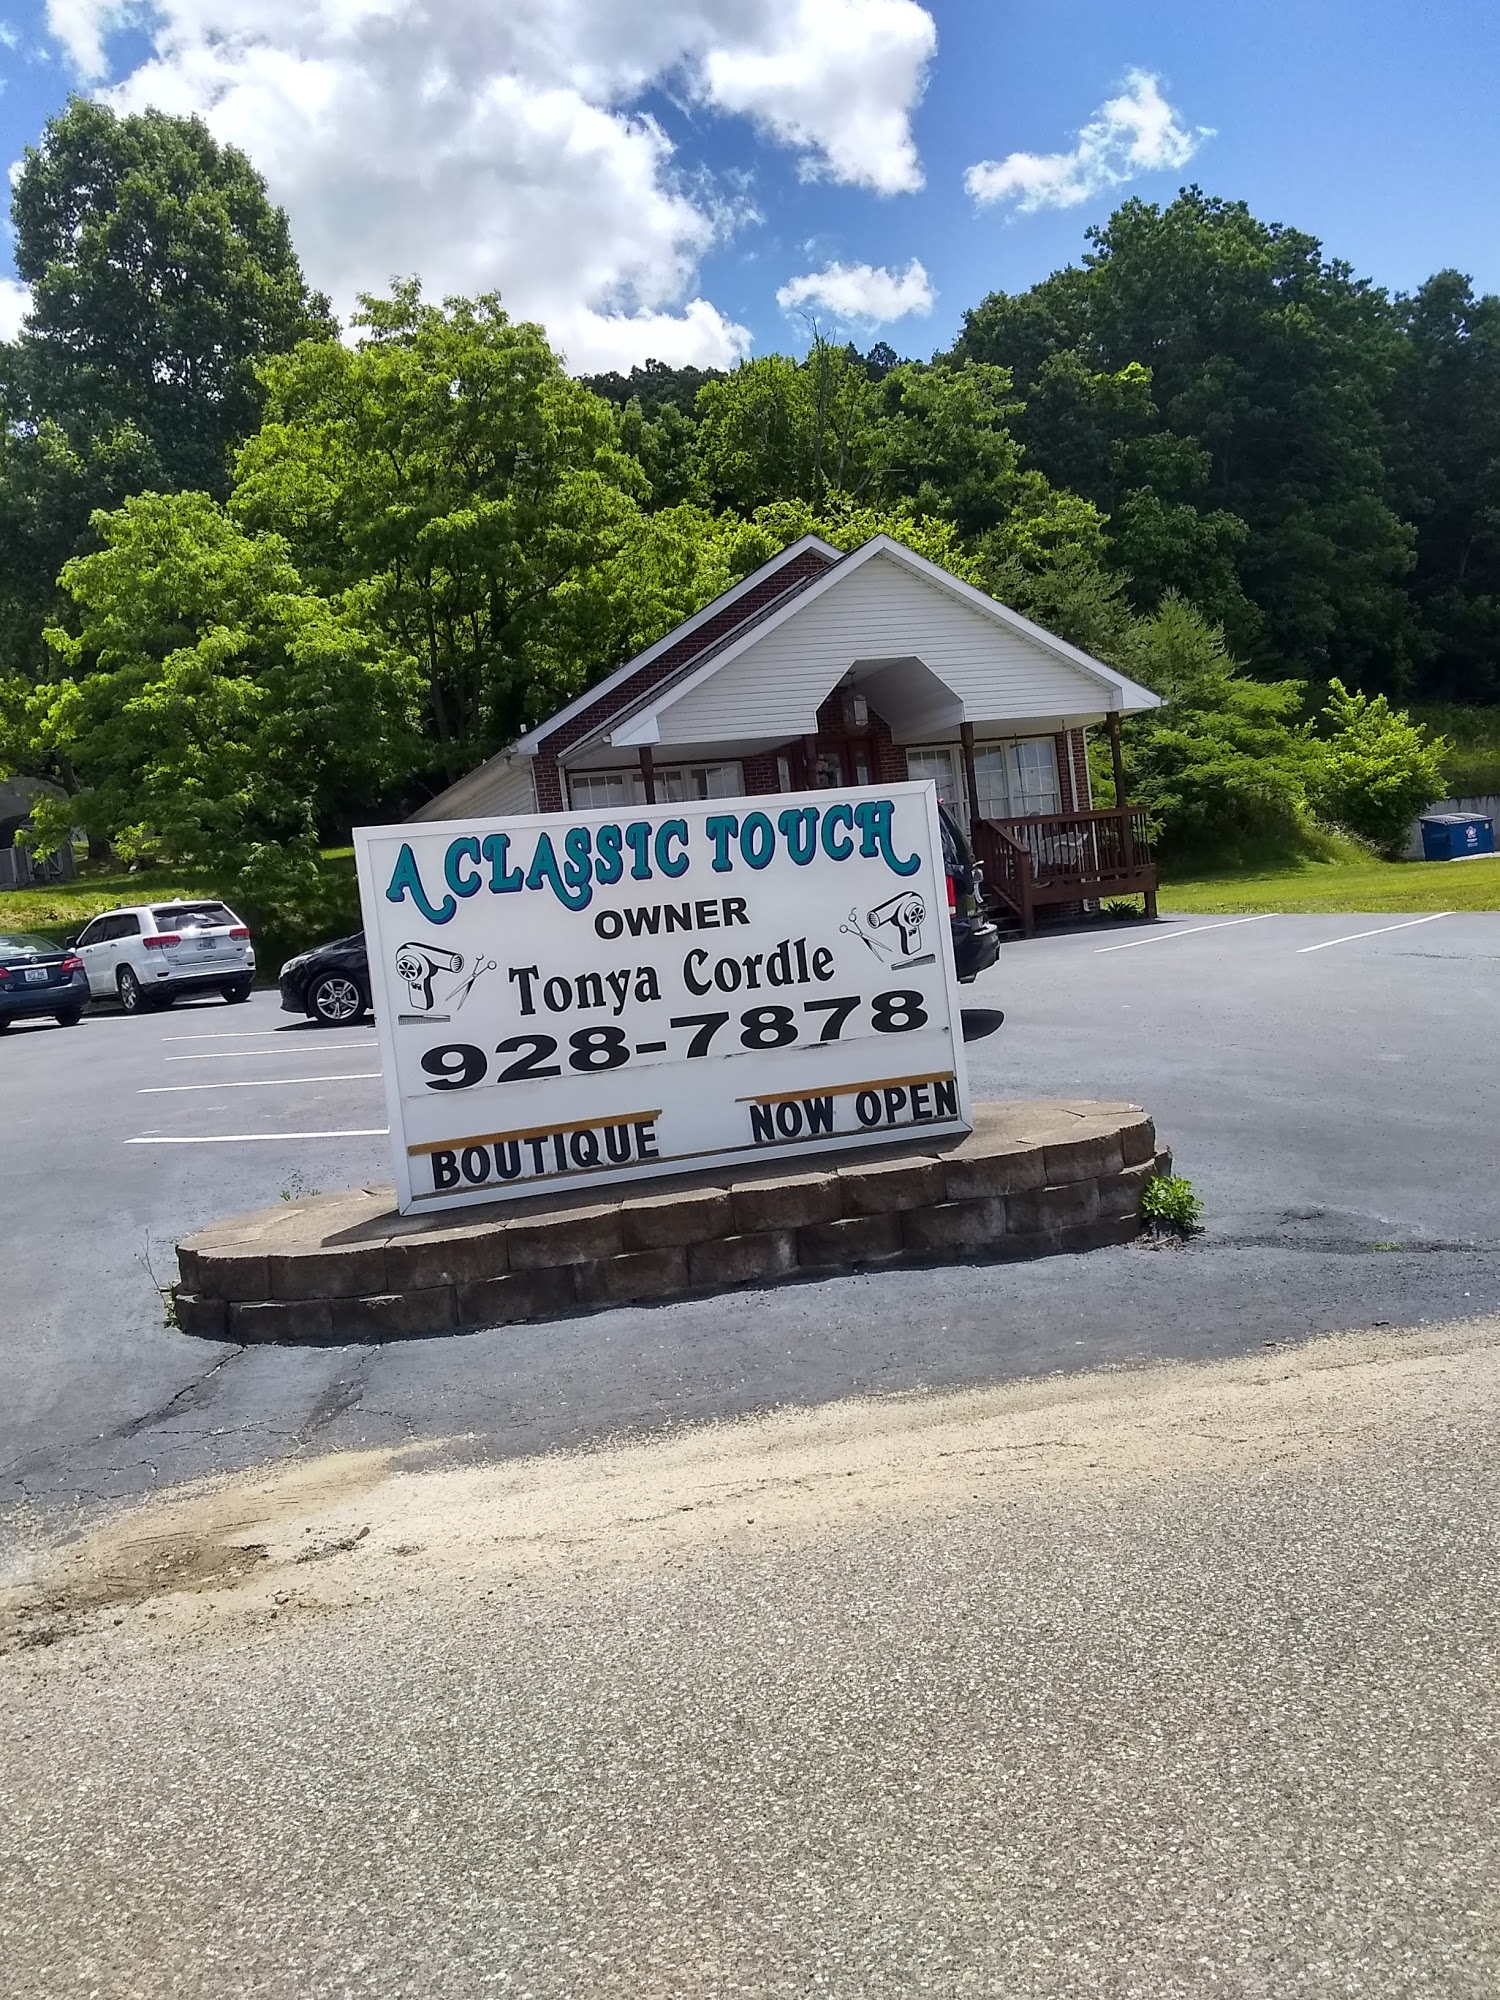 A CLASSIC TOUCH
OWNER
Tonya Cordle
928-7878
BOUTIQUE NOW OPEN